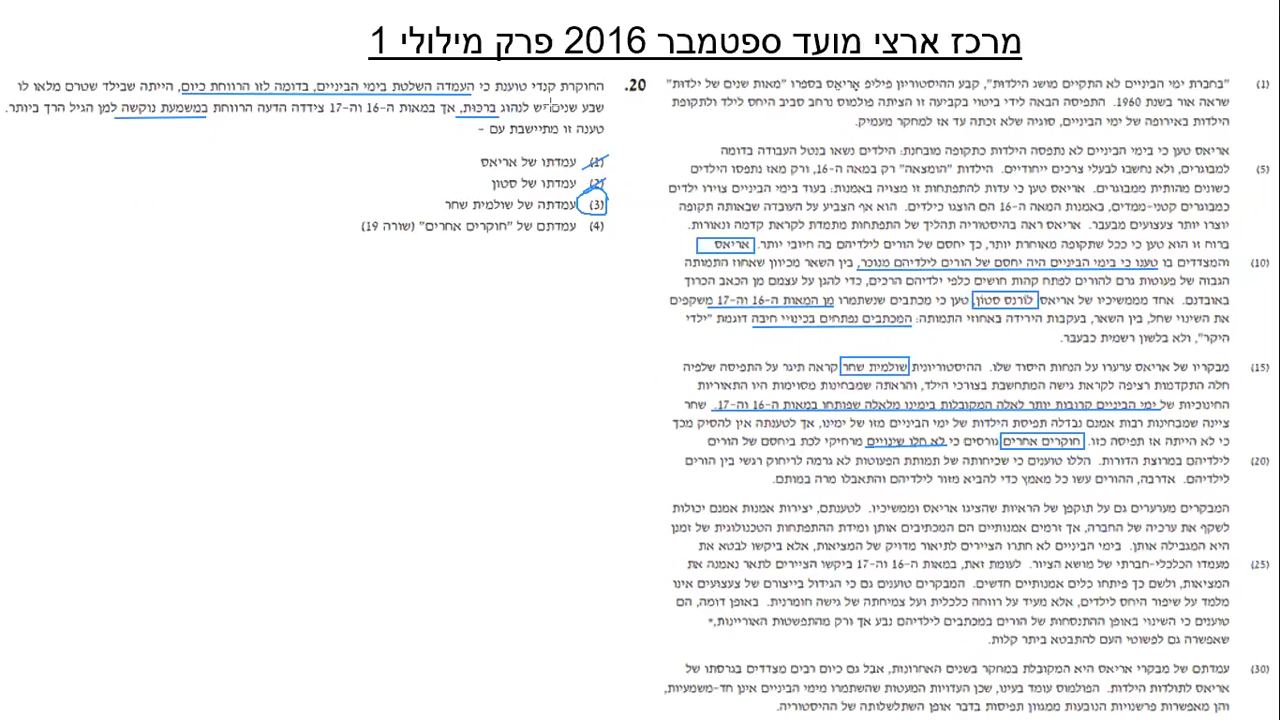 מרכז ארצי מועד ספטמבר 2016 פרק מילולי 1
(1) "בחברת ימי הביניים לא התקיים מושג הילדות", קבע ההיסטוריון פיליפ אַרִיאֶס בספרו "מאות שנים של ילדות"
שראה אור בשנת 1960. התפיסה הבאה לידי ביטוי בקביעה זו הציתה פולמוס נרחב סביב היחס לילד ולתקופת
הילדות באירופה של ימי הביניים, סוגיה שלא זכתה עד אז למחקר מעמיק.
אריאס טען כי בימי הביניים לא נתפסה הילדות כתקופה מובחנת: הילדים נשאו בנטל העבודה בדומה
(5) למבוגרים, ולא נחשבו לבעלי צרכים ייחודיים. הילדות "הומצאה" רק במאה ה-16, ורק מאז נתפסו הילדים
כשונים מהותית ממבוגרים. אריאס טען כי עדות להתפתחות זו מצויה באמנות: בעוד בימי הביניים צוירו ילדים
כמבוגרים קטני-ממדים, באמנות המאה ה-16 הם הוצגו כילדים. הוא אף הצביע על העובדה שבאותה תקופה
יוצרו יותר צעצועים מבעבר. אריאס ראה בהיסטוריה תהליך של התפתחות מתמדת לקראת קדמה ונאורות.
ברוח זו הוא טען כי ככל שתקופה מאוחרת יותר, כך יחסם של הורים לילדיהם בה חיובי יותר. אריאס
(10) והמצדדים בו טענו כי בימי הביניים היה יחסם של הורים לילדיהם מנוכר, בין השאר מכיוון שאחוז התמותה
הגבוה של פעוטות גרם להורים לפתח קהות חושים כלפי ילדיהם הרכים, כדי להגן על עצמם מן הכאב הכרוך
באובדנם. אחד ממשיכיו של אריאס, לורנס סטון, טען כי מכתבים שנשתמרו מן המאות ה-16 וה-17 משקפים
את השינוי שחל, בין השאר, בעקבות הירידה באחוזי התמותה: המכתבים נפתחים בכינויי חיבה דוגמת "ילדי
היקר", ולא בלשון רשמית כבעבר.
(15) מבקריו של אריאס ערערו על הנחות היסוד שלו. ההיסטוריונית שולמית שחר קראה תיגר על התפיסה שלפיה
חלה התקדמות רציפה לקראת גישה המתחשבת בצורכי הילד, והראתה שמבחינות מסוימות היו התאוריות
החינוכיות של ימי הביניים קרובות יותר לאלה המקובלות בימינו מלאלה שפותחו במאות ה-16 וה-17. שחר
ציינה שמבחינות רבות אמנם נבדלה תפיסת הילדות של ימי הביניים מזו של ימינו, אך לטענתה אין להסיק מכך
כי לא הייתה אז תפיסה כזו. חוקרים אחרים גורסים כי לא חלו שינויים מרחיקי לכת ביחסם של הורים
(20) לילדיהם במרוצת הדורות. הללו טוענים כי שכיחותה של תמותת הפעוטות לא גרמה לריחוק רגשי בין הורים
לילדיהם. אדרבה, ההורים עשו כל מאמץ כדי להביא מזור לילדיהם והתאבלו מרה במותם.
המבקרים מערערים גם על תוקפן של הראיות שהציגו אריאס וממשיכיו. לטענתם, יצירות אמנות אמנם יכולות
לשקף את ערכיה של החברה, אך זרמים אמנותיים הם המכתיבים אותן ומידת ההתפתחות הטכנולוגית של זמנן
היא המגבילה אותן. בימי הביניים לא חתרו הציירים לתיאור מדויק של המציאות, אלא ביקשו לבטא את
(25) מעמדו הכלכלי-חברתי של מושא הציור. לעומת זאת, במאות ה-16 וה-17 ביקשו הציירים לתאר נאמנה את
המציאות, ולשם כך פיתחו כלים אמנותיים חדשים. המבקרים טוענים גם כי הגידול בייצורם של צעצועים אינו
מלמד על שיפור היחס לילדים, אלא מעיד על רווחה כלכלית ועל צמיחתה של גישה חומרנית. באופן דומה, הם
טוענים כי השינוי באופן ההתנסחות של הורים במכתבים לילדיהם נבע אך ורק מהתפשטות האוריינות,*
שאפשרה גם לפשוטי העם להתבטא ביתר קלות.
(30) עמדתם של מבקרי אריאס היא המקובלת במחקר בשנים האחרונות, אבל גם כיום רבים מצדדים בגרסתו של
אריאס לתולדות הילדות. הפולמוס עומד בעינו, שכן העדויות המעטות שהשתמרו מימי הביניים אינן חד-משמעיות,
והן מאפשרות פרשנויות הנובעות ממגוון תפיסות בדבר אופן השתלשלותה של ההיסטוריה.
20. החוקרת קנדי טוענת כי העמדה השלטת בימי הביניים, בדומה לזו הרווחת כיום, הייתה שבילד שטרם מלאו לו
שבע שנים יש לנהוג ברכּוּת, אך במאות ה-16 וה-17 צידדה הדעה הרווחת במשמעת נוקשה למן הגיל הרך ביותר.
טענה זו מתיישבת עם -
(1) עמדתו של אריאס
(2) עמדתו של סטון
(3) עמדתה של שולמית שחר
(4) עמדתם של "חוקרים אחרים" (שורה 19)